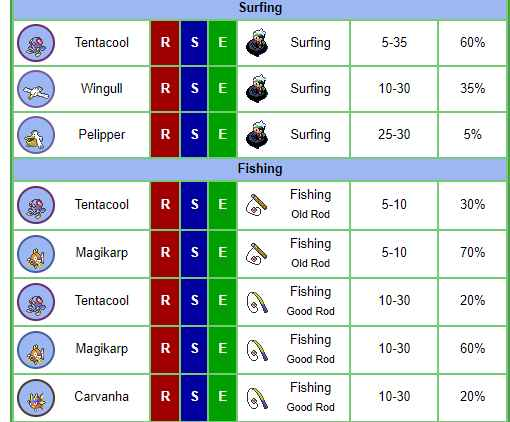 Surfing
Tentacool R S E Surfing 5-35 60%
Wingull R S E Surfing 10-30 35%
Pelipper R S E Surfing 25-30 5%
Fishing
Tentacool R S E Fishing Old Rod 5-10 30%
Magikarp R S E Fishing Old Rod 5-10 70%
Tentacool R S E Fishing Good Rod 10-30 20%
Magikarp R S E Fishing Good Rod 10-30 60%
Carvanha R S E Fishing Good Rod 10-30 20%